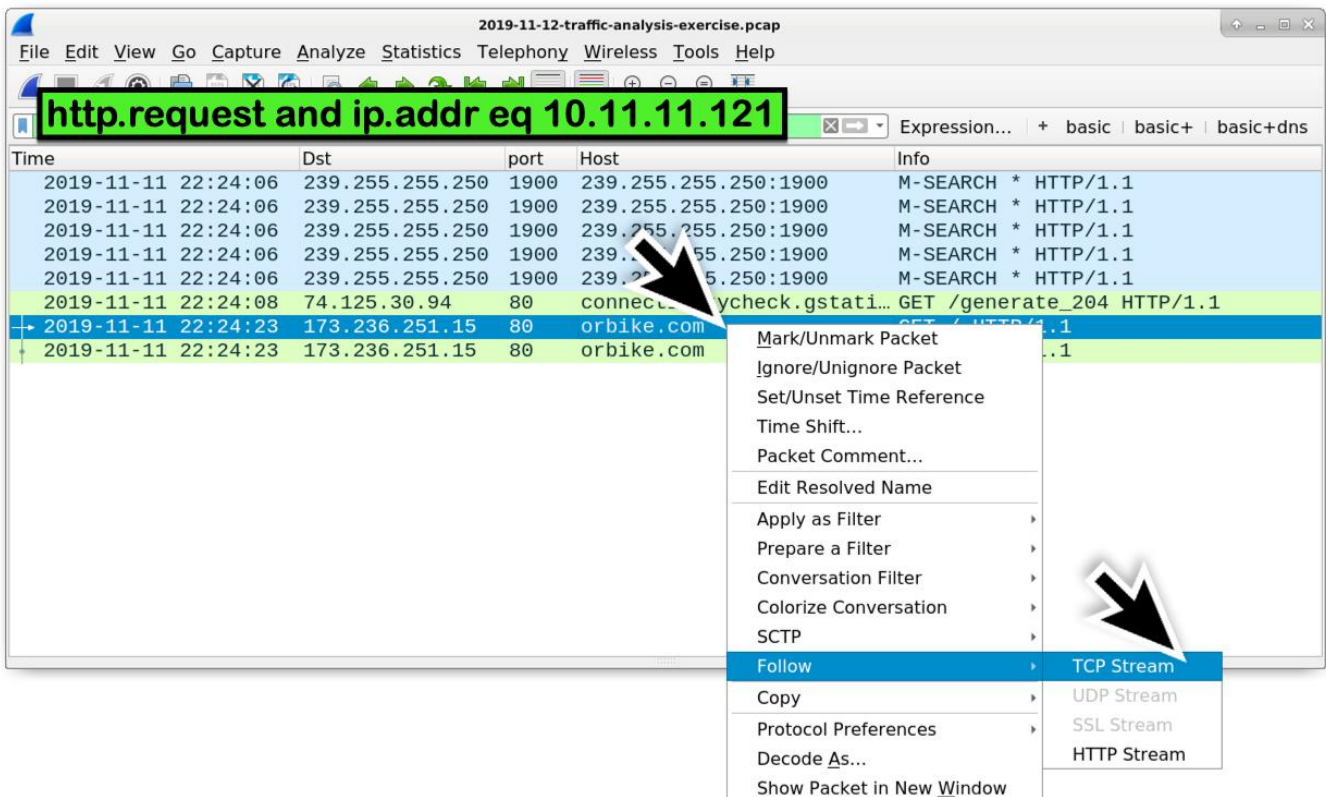 2019-11-12-traffic-analysis-exercise.pcap
File Edit View Go Capture Analyze Statistics Telephony Wireless Tools Help
http.request and ip.addr eq 10.11.11.121
Expression... + basic basic+ basic+dns
Time Dst port Host Info
2019-11-11 22:24:06 239.255.255.250 1900 239.255.255.250:1900 M-SEARCH * HTTP/1.1
2019-11-11 22:24:06 239.255.255.250 1900 239.255.255.250:1900 M-SEARCH * HTTP/1.1
2019-11-11 22:24:06 239.255.255.250 1900 239.255.255.250:1900 M-SEARCH * HTTP/1.1
2019-11-11 22:24:06 239.255.255.250 1900 M-SEARCH * HTTP/1.1
2019-11-11 22:24:06 239.255.255.250 1900 M-SEARCH * HTTP/1.1
2019-11-11 22:24:08 74.125.30.94 80 GET /generate_204 HTTP/1.1
2019-11-11 22:24:23 173.236.251.15 80 orbike.com GET / HTTP/1.1
2019-11-11 22:24:23 173.236.251.15 80 orbike.com .1
Mark/Unmark Packet
Ignore/Unignore Packet
Set/Unset Time Reference
Time Shift...
Packet Comment...
Edit Resolved Name
Apply as Filter
Prepare a Filter
Conversation Filter
Colorize Conversation
SCTP
Follow
TCP Stream
Copy
UDP Stream
Protocol Preferences
SSL Stream
Decode As...
HTTP Stream
Show Packet in New Window